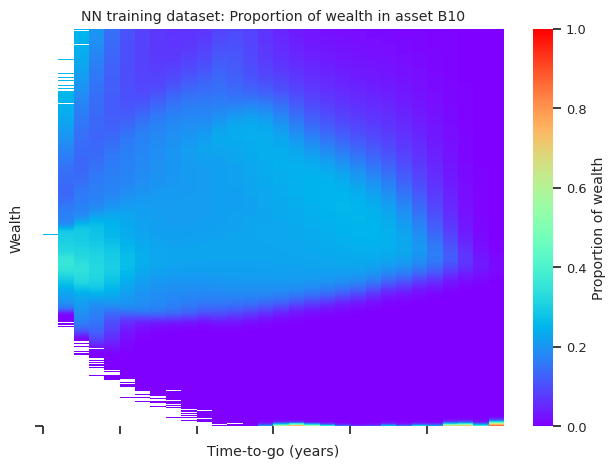 NN training dataset: Proportion of wealth in asset B10
Wealth
Time-to-go (years)
1.0
0.8
0.6
0.4
0.2
0.0
Proportion of wealth